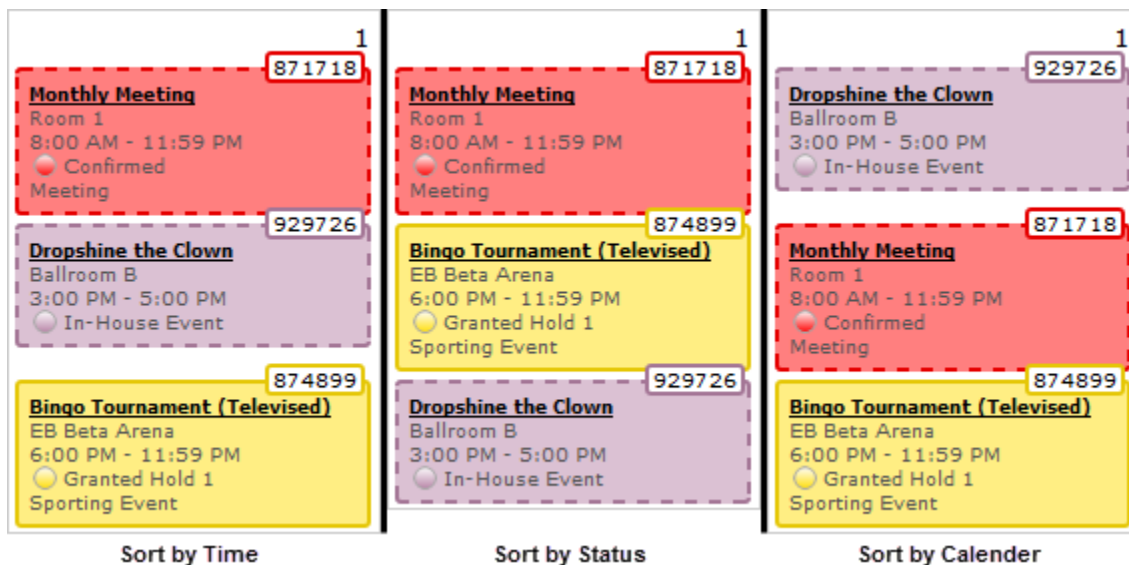 1
871718
Monthly Meeting
Room 1
8:00 AM - 11:59 PM
Confirmed
Meeting
929726
Dropshine the Clown
Ballroom B
3:00 PM - 5:00 PM
In-House Event
874899
Bingo Tournament (Televised)
EB Beta Arena
6:00 PM - 11:59 PM
Granted Hold 1
Sporting Event
Sort by Time
1
871718
Monthly Meeting
Room 1
8:00 AM - 11:59 PM
Confirmed
Meeting
874899
Bingo Tournament (Televised)
EB Beta Arena
6:00 PM - 11:59 PM
Granted Hold 1
Sporting Event
929726
Dropshine the Clown
Ballroom B
3:00 PM - 5:00 PM
In-House Event
Sort by Status
1
929726
Dropshine the Clown
Ballroom B
3:00 PM - 5:00 PM
In-House Event
871718
Monthly Meeting
Room 1
8:00 AM - 11:59 PM
Confirmed
Meeting
874899
Bingo Tournament (Televised)
EB Beta Arena
6:00 PM - 11:59 PM
Granted Hold 1
Sporting Event
Sort by Calender